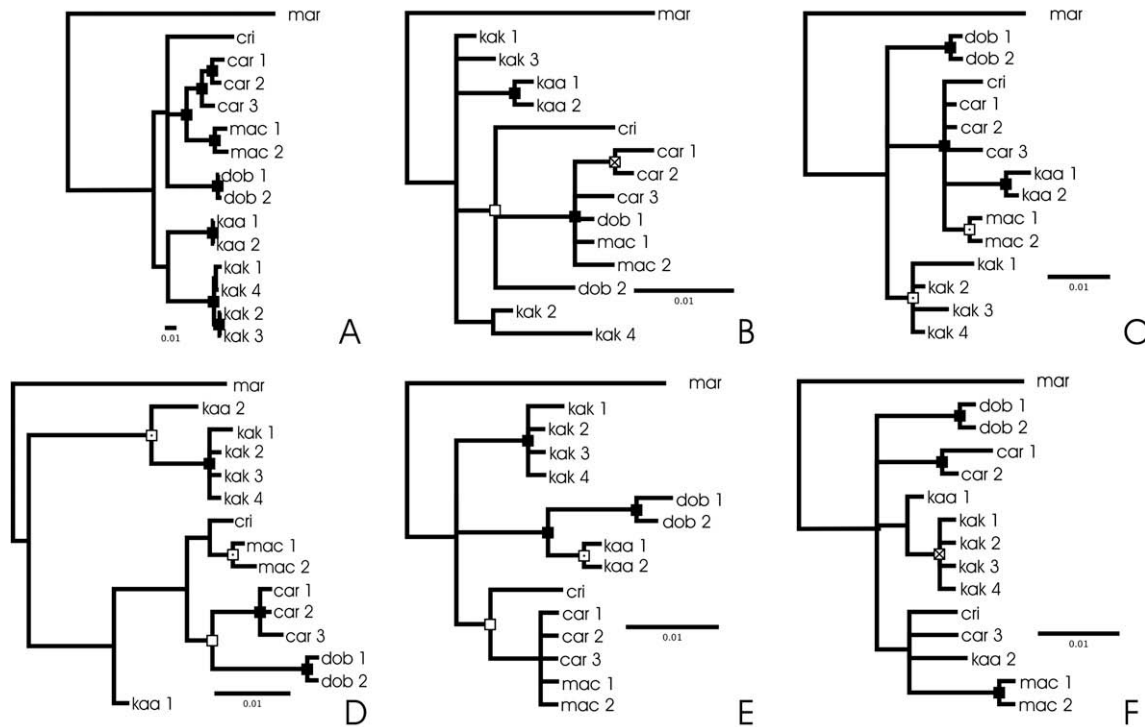 mar
cri
car 1
car 2
car 3
mac 1
mac 2
dob 1
dob 2
kaa 1
kaa 2
kak 1
kak 4
kak 2
kak 3
0.01
A
mar
kak 1
kak 3
kaa 1
kaa 2
cri
car 1
car 2
car 3
dob 1
mac 1
mac 2
dob 2
0.01
kak 2
kak 4
B
mar
dob 1
dob 2
cri
car 1
car 2
car 3
kaa 1
kaa 2
mac 1
mac 2
kak 1
kak 2
kak 3
kak 4
0.01
C
mar
kaa 2
kak 1
kak 2
kak 3
kak 4
cri
mac 1
mac 2
car 1
car 2
car 3
dob 1
dob 2
kaa 1
0.01
D
mar
kak 1
kak 2
kak 3
kak 4
dob 1
dob 2
kaa 1
kaa 2
cri
car 1
car 2
car 3
mac 1
mac 2
0.01
E
mar
dob 1
dob 2
car 1
car 2
kaa 1
kak 1
kak 2
kak 3
kak 4
cri
car 3
kaa 2
mac 1
mac 2
0.01
F